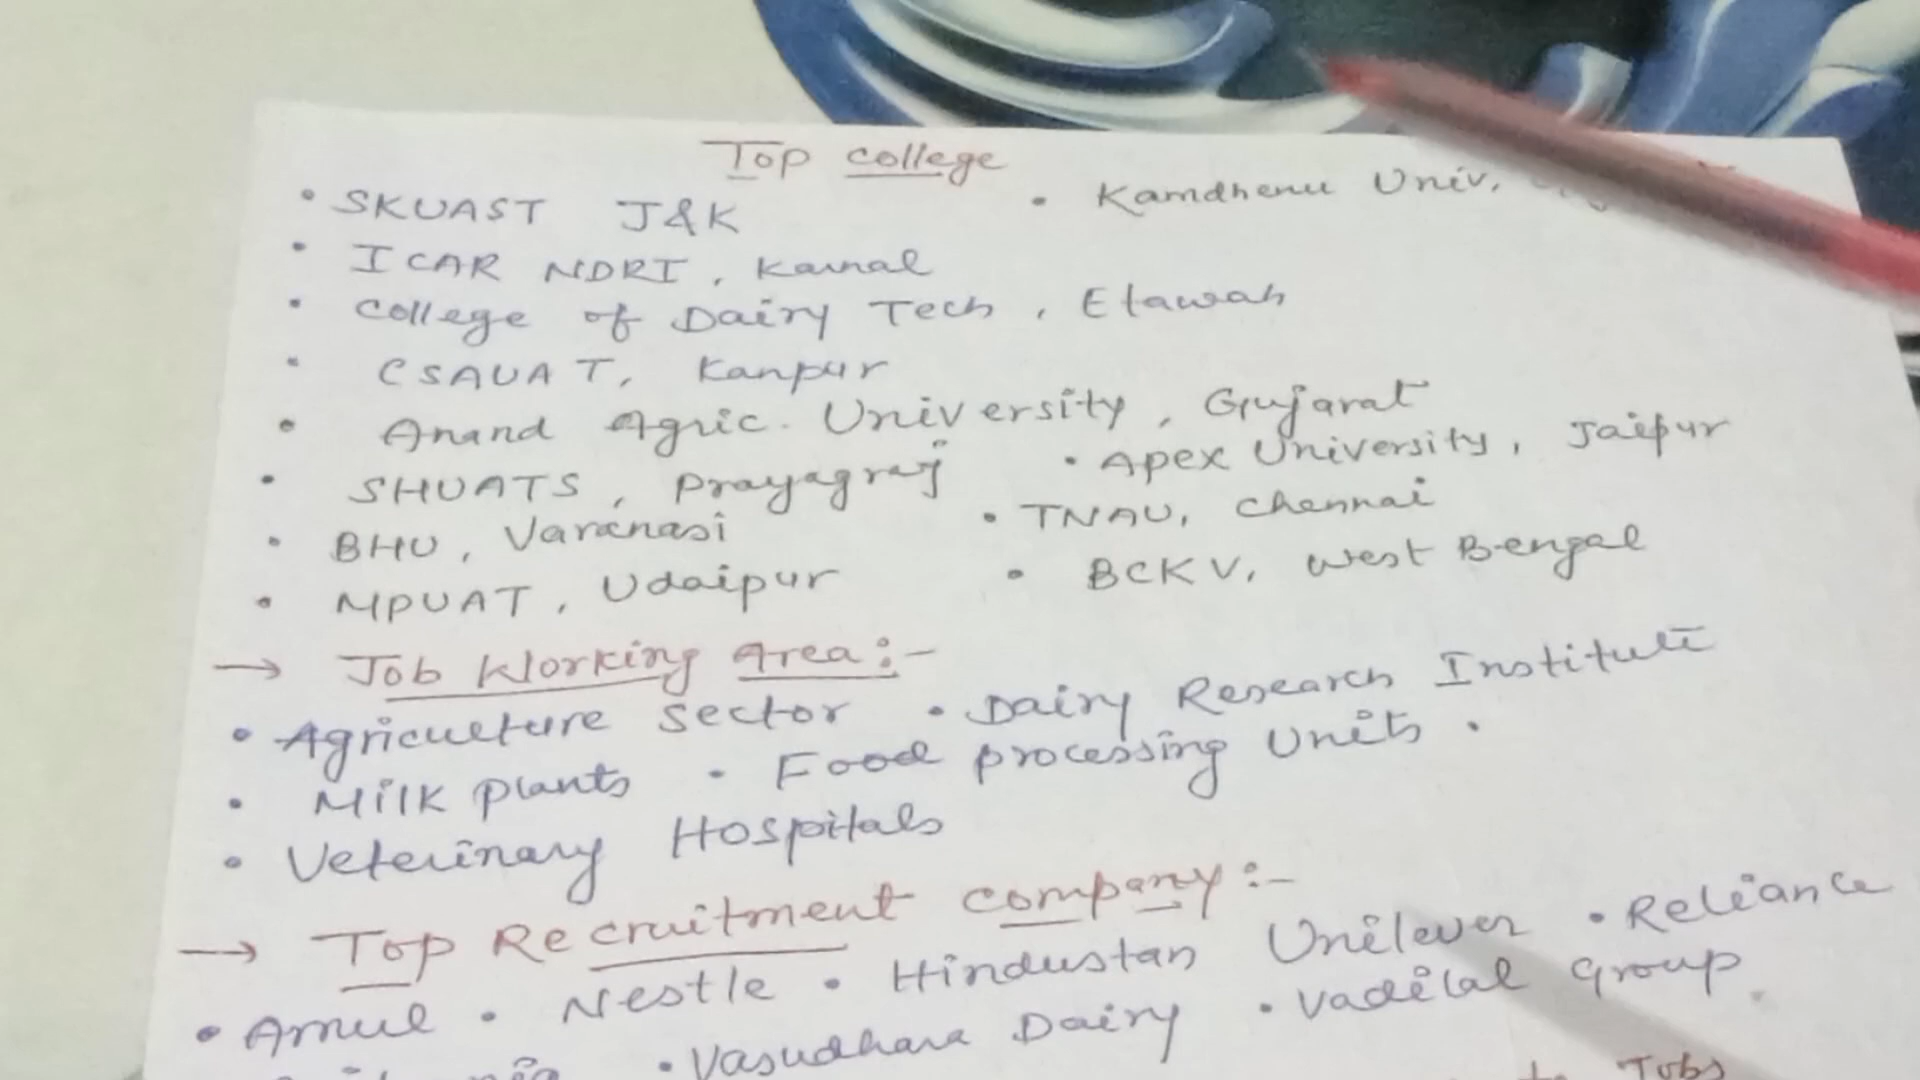 Top College
• SKUAST J&K • Kamdhenu Univ.
• ICAR NDRI, Karnal
• College of Dairy Tech, Etawah
• CSAUAT, Kanpur
• Anand Agric. University, Gujarat
• SHUATS, Prayagraj • Apex University, Jaipur
• BHU, Varanasi • TNAU, Chennai
• MPUAT, Udaipur • BCKV, West Bengal
→ Job Working Area:-
• Agriculture Sector • Dairy Research Institute
• Milk Plants • Food processing Units •
• Veterinary Hospitals
→ Top Recruitment Company:-
• Amul • Nestle • Hindustan Unilever • Reliance
• Vasudhara Dairy • Vadilal Group
Jobs